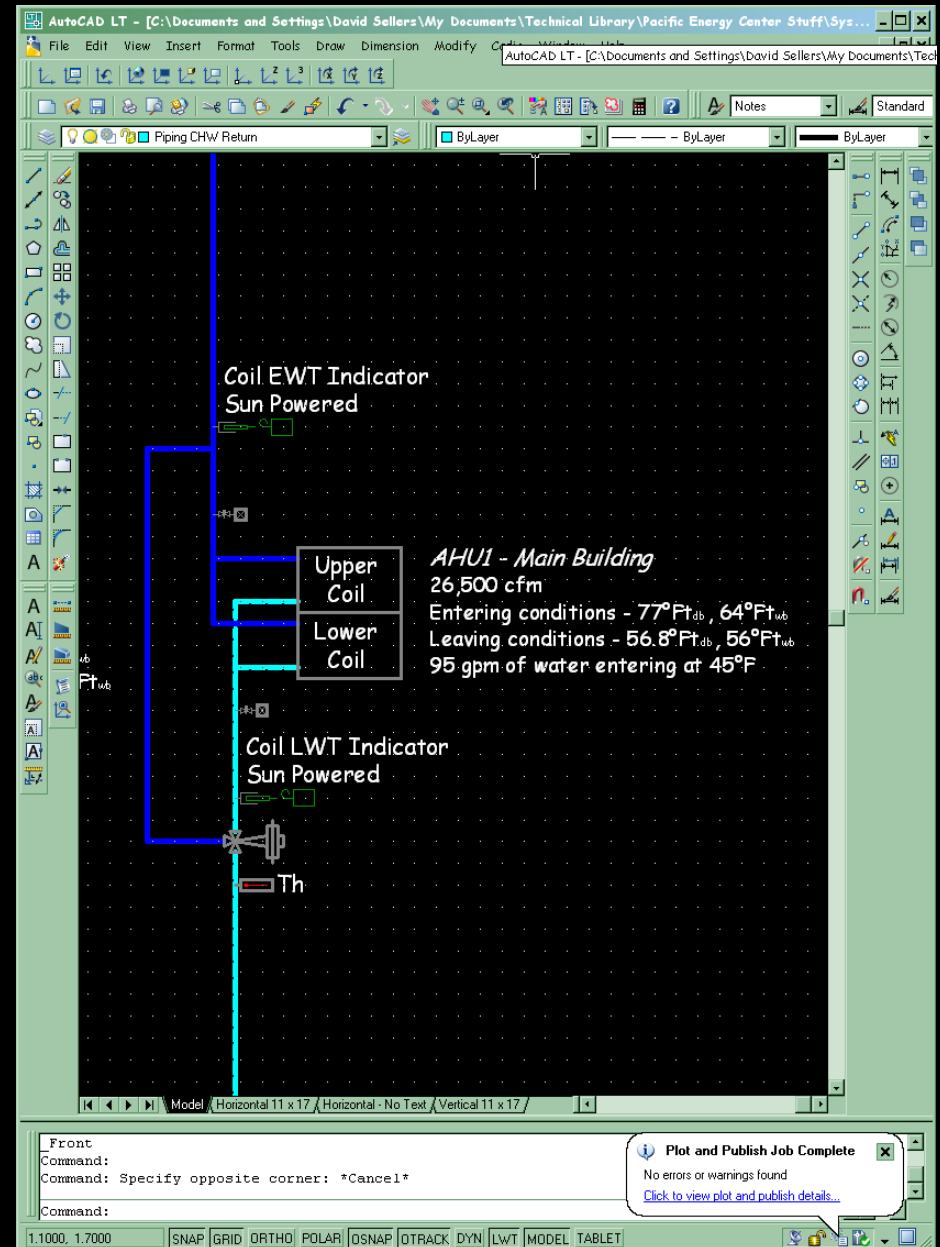 AutoCAD LT - [C:\Documents and Settings\David Sellers\My Documents\Technical Library\Pacific Energy Center Stuff\Sys...
File Edit View Insert Format Tools Draw Dimension Modify
AutoCAD LT - [C:\Documents and Settings\David Sellers\My Documents\Tech
Notes
Standard
Piping CHW Return
ByLayer
ByLayer
ByLayer
Coil EWT Indicator
Sun Powered
Upper
Coil
Lower
Coil
AHU1 - Main Building
26,500 cfm
Entering conditions - 77°Ftdb, 64°Ftwb
Leaving conditions - 56.8°Ftdb, 56°Ftwb
95 gpm of water entering at 45°F
wb
Ftwb
Coil LWT Indicator
Sun Powered
Th
Model Horizontal 11 x 17 Horizontal - No Text Vertical 11 x 17
_Front
Command:
Command: Specify opposite corner: *Cancel*
Command:
Plot and Publish Job Complete
No errors or warnings found
Click to view plot and publish details...
1.1000, 1.7000
SNAP GRID ORTHO POLAR OSNAP OTRACK DYN LWT MODEL TABLET